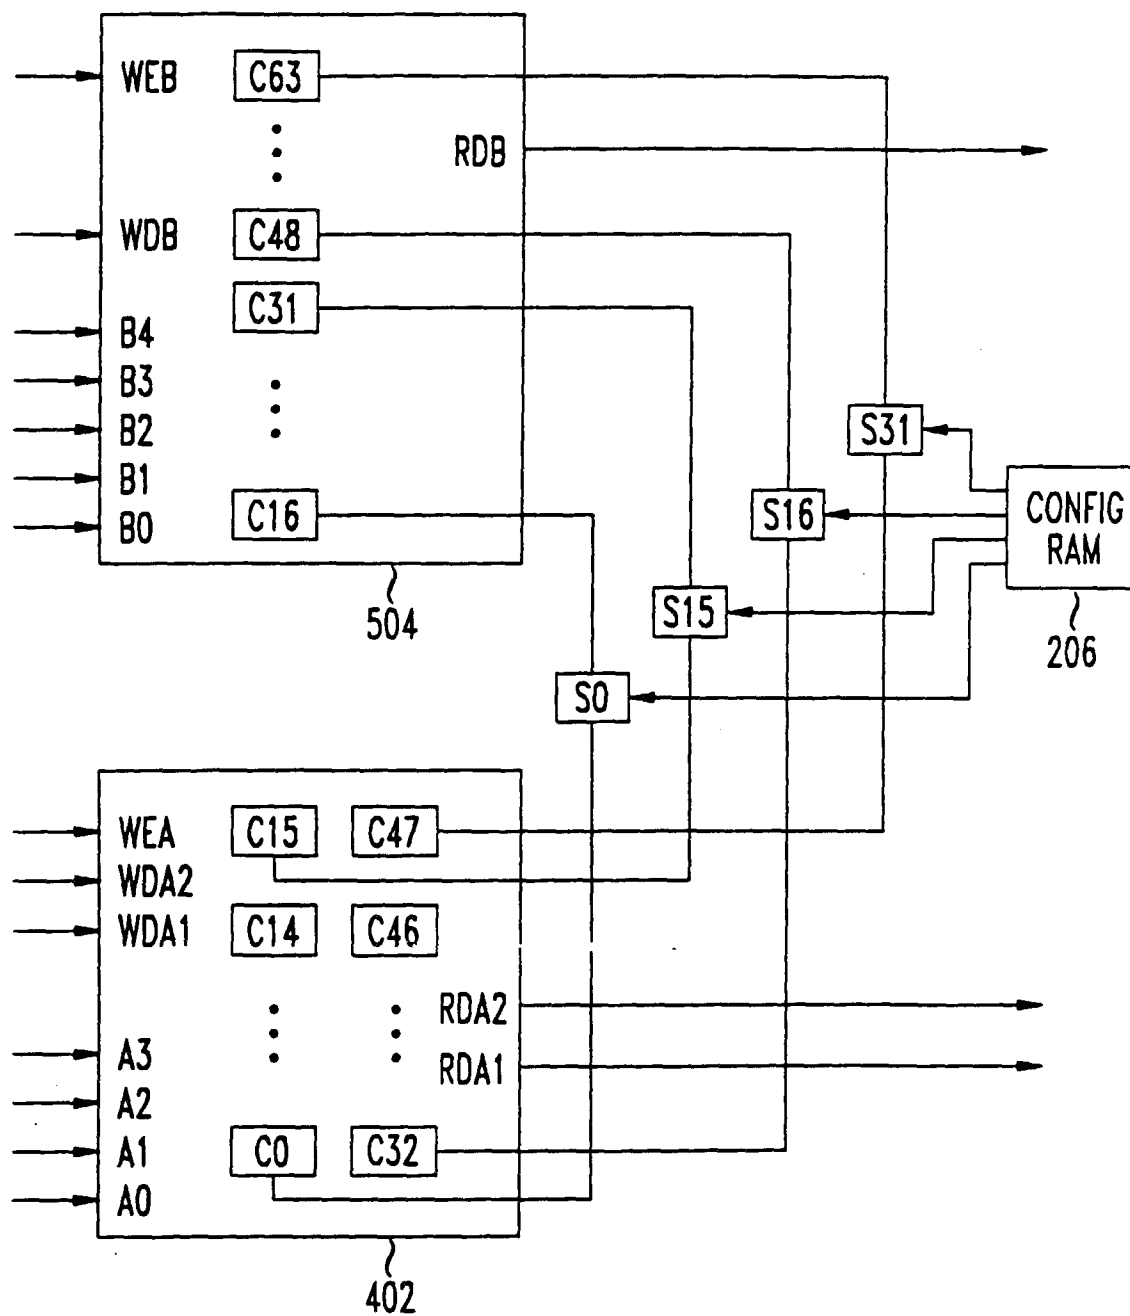 WEB
C63
RDB
WDB
C48
C31
B4
B3
B2
B1
B0
C16
504
S31
S16
S15
S0
CONFIG
RAM
206
WEA
C15
C47
WDA2
WDA1
C14
C46
RDA2
RDA1
A3
A2
A1
A0
C0
C32
402